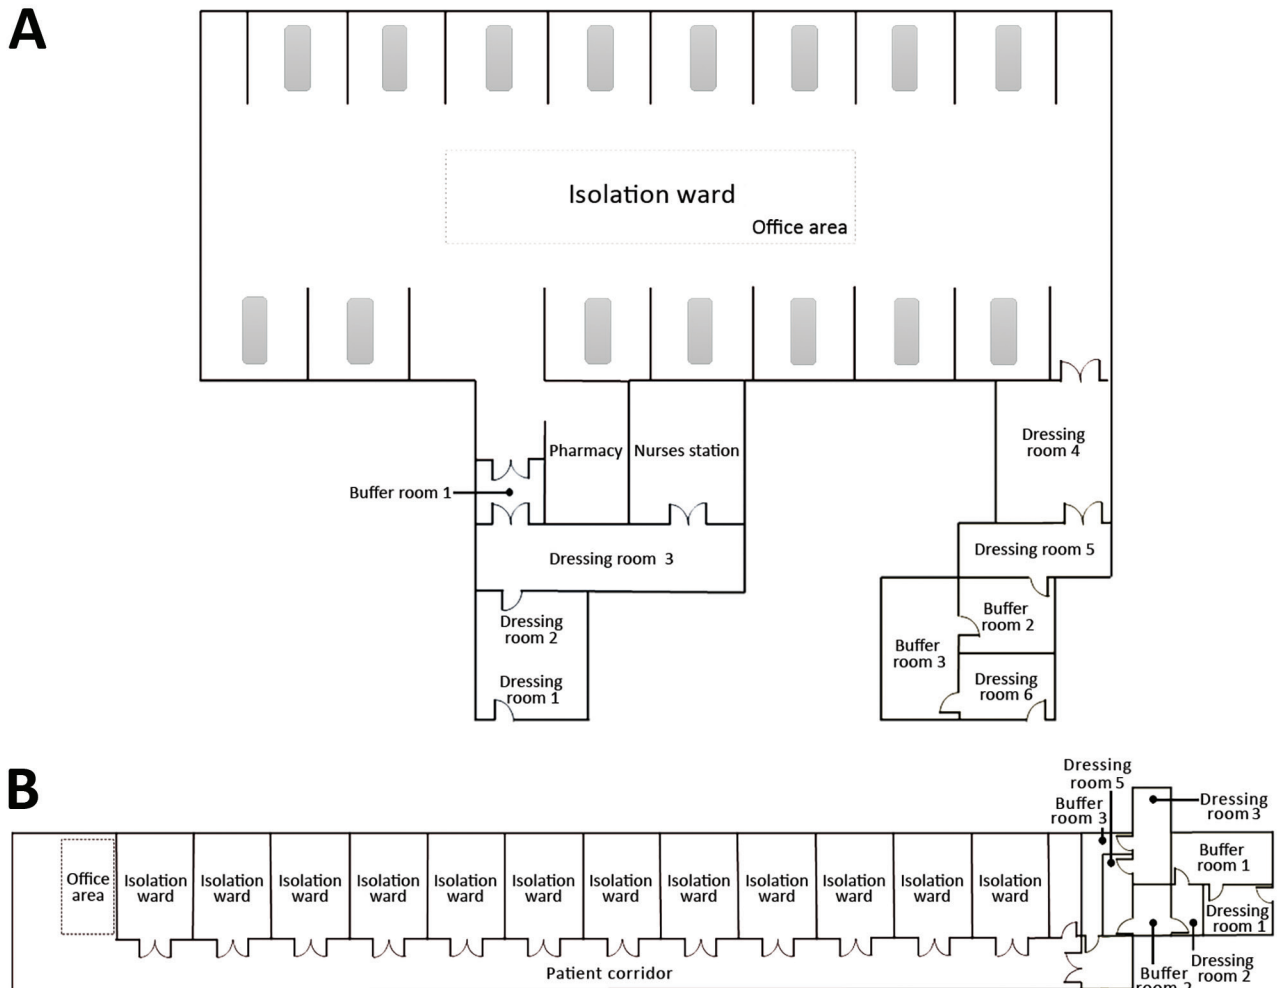 A
Isolation ward
Office area
Pharmacy
Nurses station
Dressing
room 4
Buffer room 1
Dressing room 3
Dressing room 5
Dressing
room 2
Buffer
room 2
Buffer
room 3
Dressing
room 1
Dressing
room 6
B
Dressing
room 5
Buffer
room 3
Dressing
room 3
Buffer
room 1
Office
area
Isolation
ward
Isolation
ward
Isolation
ward
Isolation
ward
Isolation
ward
Isolation
ward
Isolation
ward
Isolation
ward
Isolation
ward
Isolation
ward
Isolation
ward
Isolation
ward
Dressing
room 1
Patient corridor
Dressing
room 2
Buffer
room 2